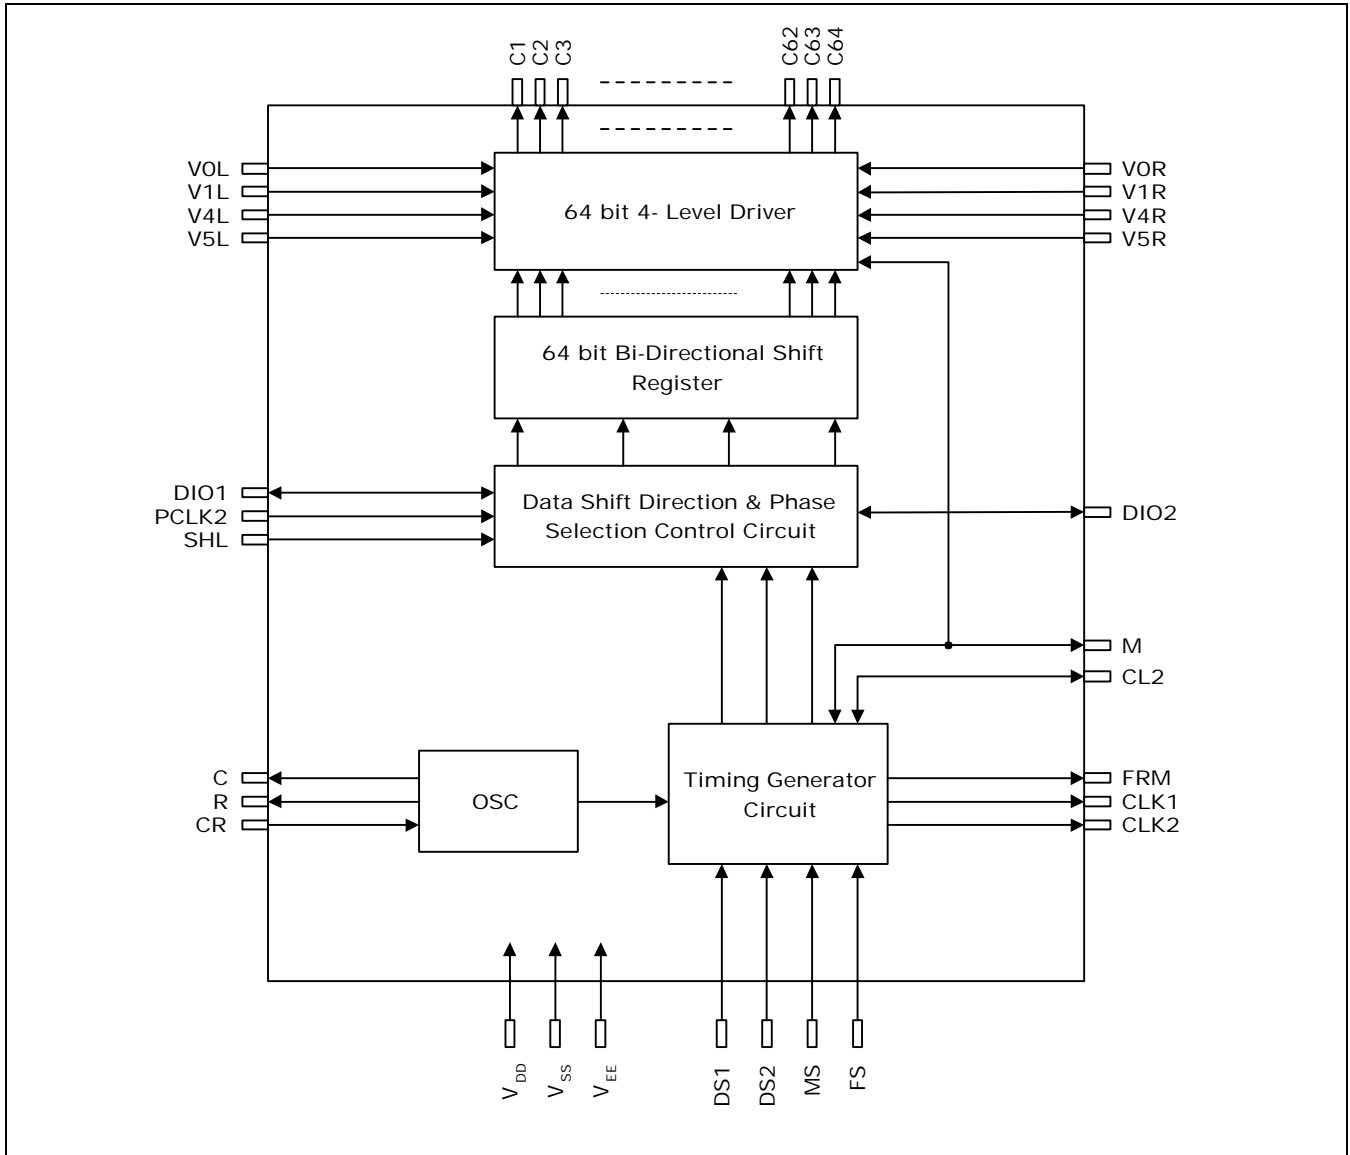 C1
C2
C3
C62
C63
C64
V0L
V1L
V4L
V5L
64 bit 4- Level Driver
V0R
V1R
V4R
V5R
64 bit Bi-Directional Shift
Register
DIO1
PCLK2
SHL
Data Shift Direction & Phase
Selection Control Circuit
DIO2
M
CL2
C
R
CR
OSC
Timing Generator
Circuit
FRM
CLK1
CLK2
VDD
VSS
VEE
DS1
DS2
MS
FS